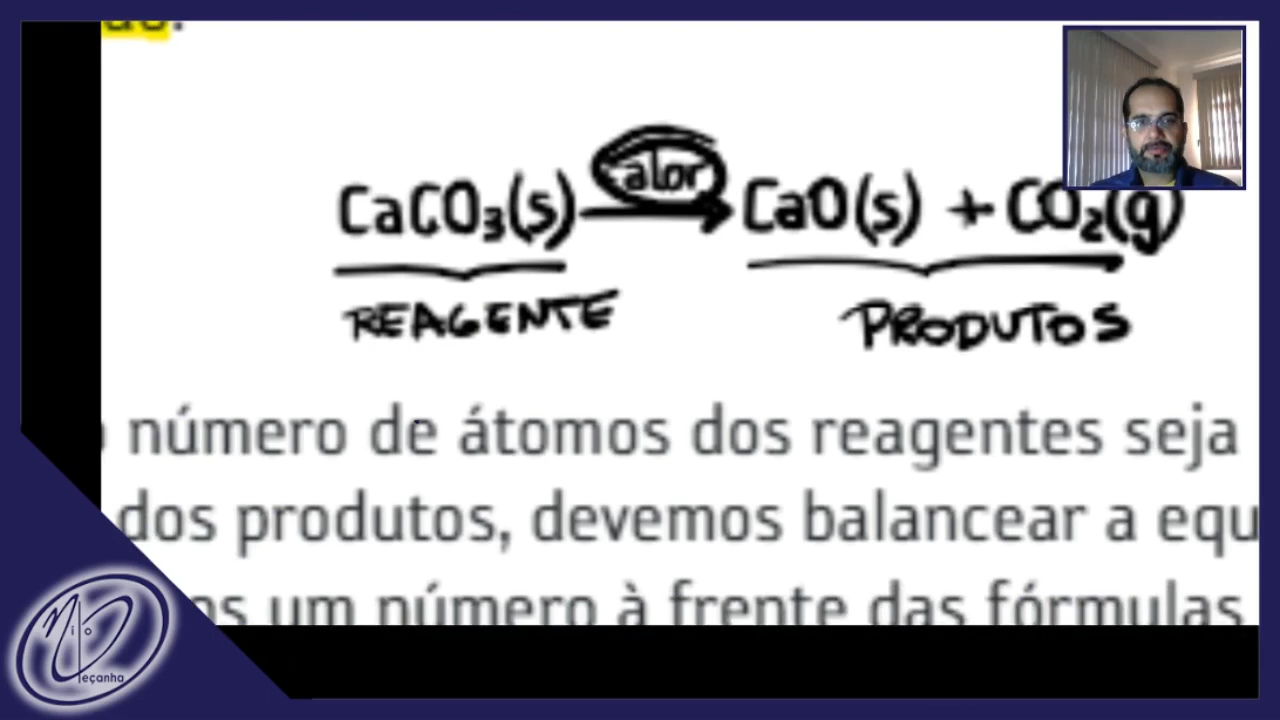 CaCO₃(s) calor CaO(s) + CO₂(g)
REAGENTE PRODUTOS
número de átomos dos reagentes seja
dos produtos, devemos balancear a equ
um número à frente das fórmulas
eçanha